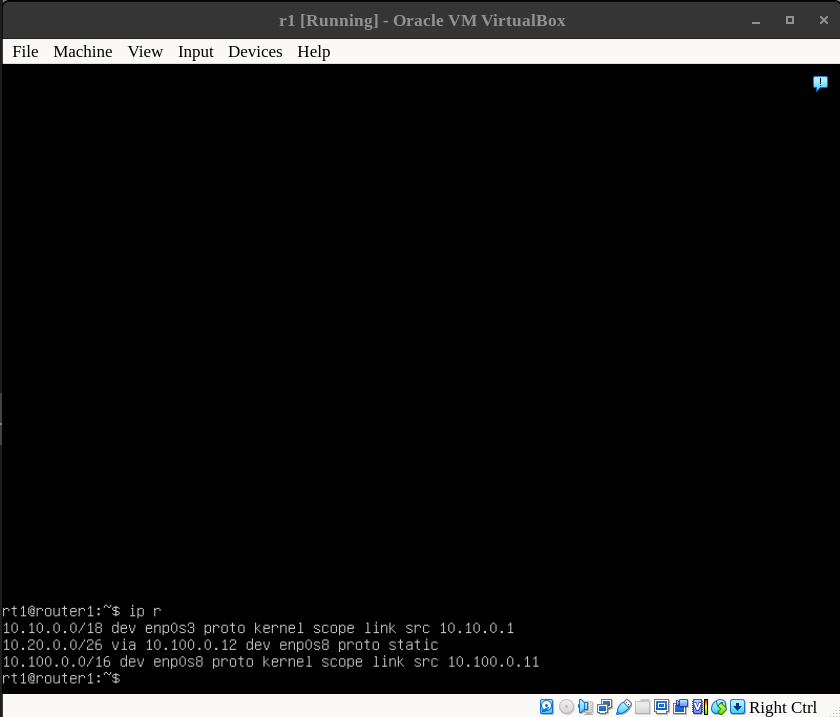 r1 [Running] - Oracle VM VirtualBox
File Machine View Input Devices Help
rt1@router1:~$ ip r
10.10.0.0/18 dev enp0s3 proto kernel scope link src 10.10.0.1
10.20.0.0/26 via 10.100.0.12 dev enp0s8 proto static
10.100.0.0/16 dev enp0s8 proto kernel scope link src 10.100.0.11
rt1@router1:~$
Right Ctrl